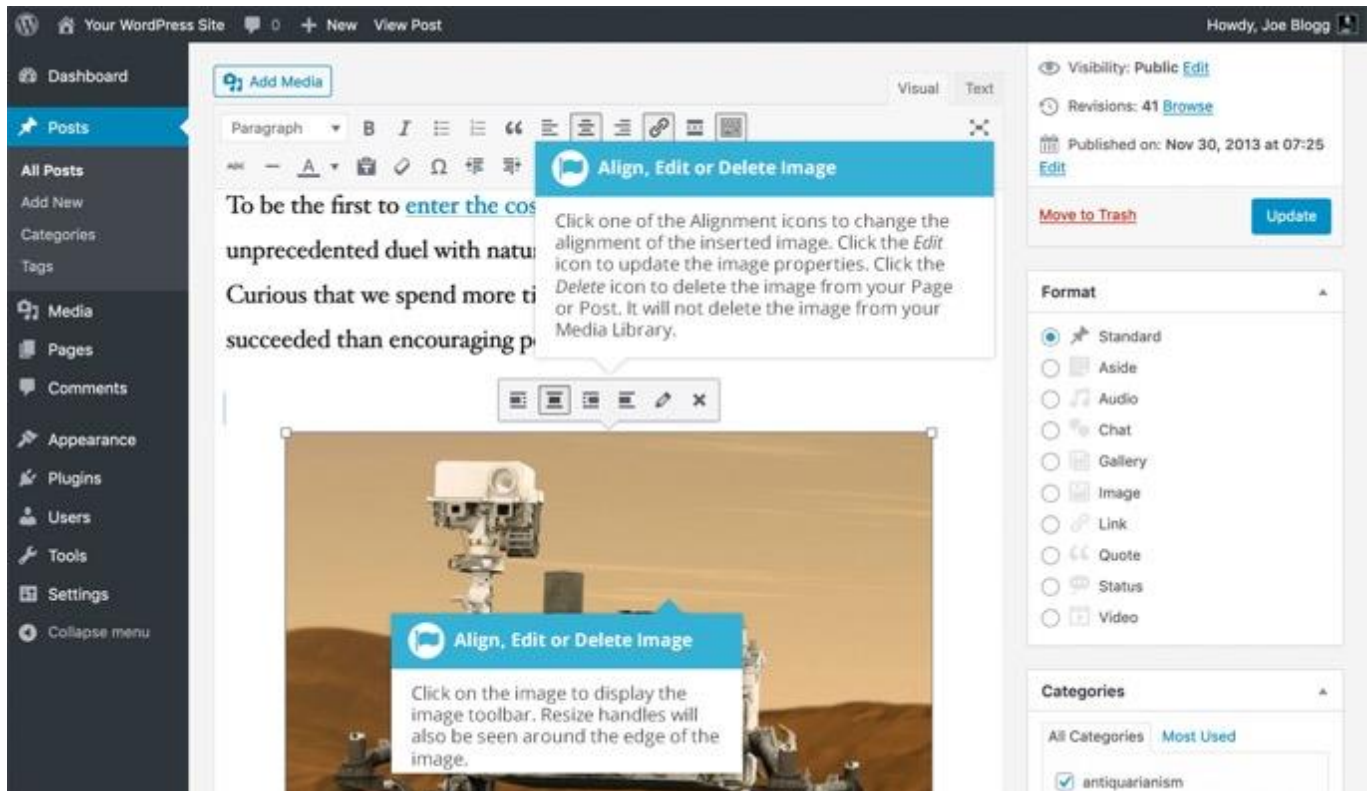 Your WordPress Site 0 + New View Post
Howdy, Joe Blogg
Dashboard
Posts
All Posts
Add New
Categories
Tags
Media
Pages
Comments
Appearance
Plugins
Users
Tools
Settings
Collapse menu
Add Media
Visual Text
Paragraph B I
ABC A Ω
To be the first to enter the cos
unprecedented duel with natu
Curious that we spend more ti
succeeded than encouraging p
Align, Edit or Delete Image
Click one of the Alignment icons to change the
alignment of the inserted image. Click the Edit
icon to update the image properties. Click the
Delete icon to delete the image from your Page
or Post. It will not delete the image from your
Media Library.
Align, Edit or Delete Image
Click on the image to display the
image toolbar. Resize handles will
also be seen around the edge of the
image.
Visibility: Public Edit
Revisions: 41 Browse
Published on: Nov 30, 2013 at 07:25
Edit
Move to Trash Update
Format
Standard
Aside
Audio
Chat
Gallery
Image
Link
Quote
Status
Video
Categories
All Categories Most Used
antiquarianism